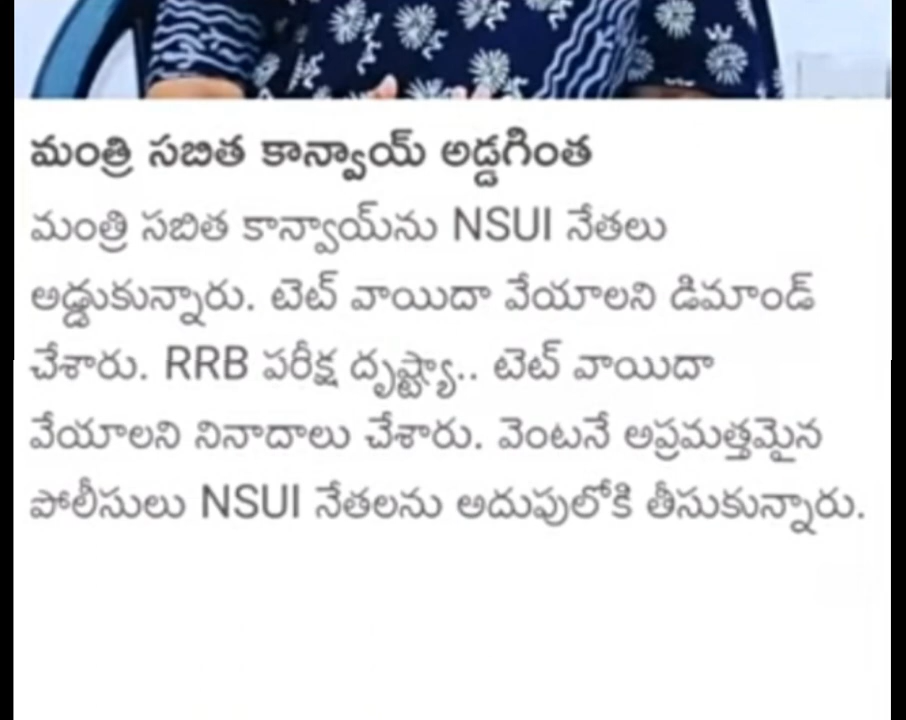 మంత్రి సబిత కాన్వాయ్ అడ్డగింత
మంత్రి సబిత కాన్వాయ్‌ను NSUI నేతలు
అడ్డుకున్నారు. టెట్ వాయిదా వేయాలని డిమాండ్
చేశారు. RRB పరీక్ష దృష్ట్యా.. టెట్ వాయిదా
వేయాలని నినాదాలు చేశారు. వెంటనే అప్రమత్తమైన
పోలీసులు NSUI నేతలను అదుపులోకి తీసుకున్నారు.